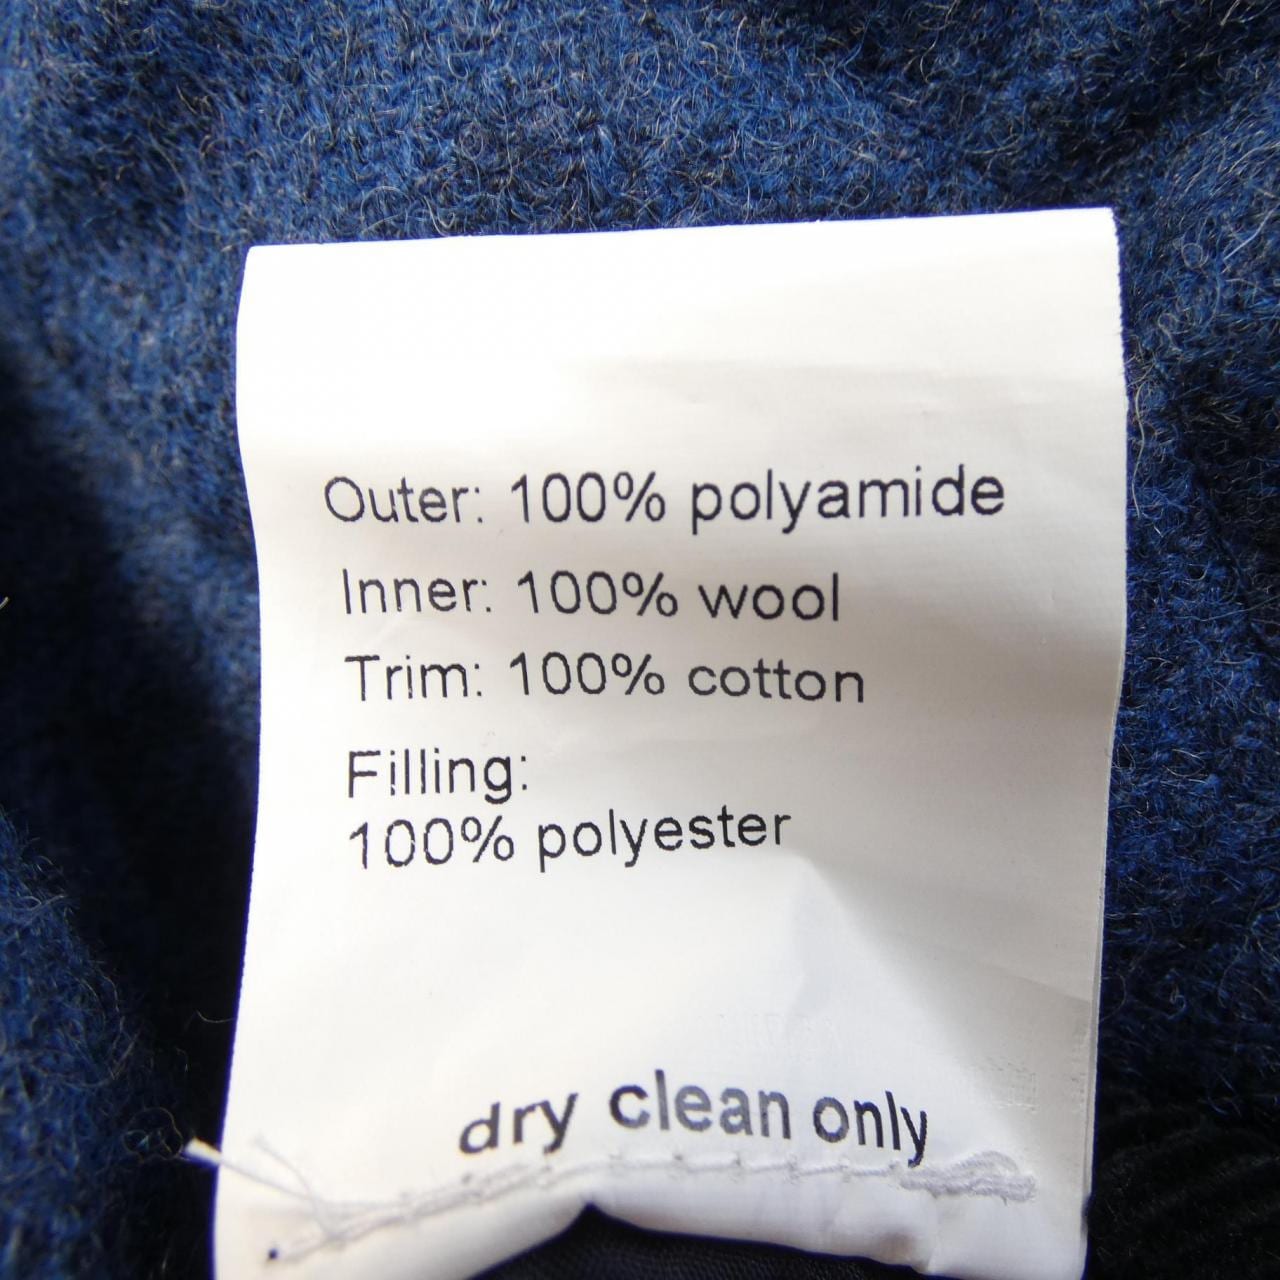 Outer: 100% polyamide
Inner: 100% wool
Trim: 100% cotton
Filling:
100% polyester
dry clean only